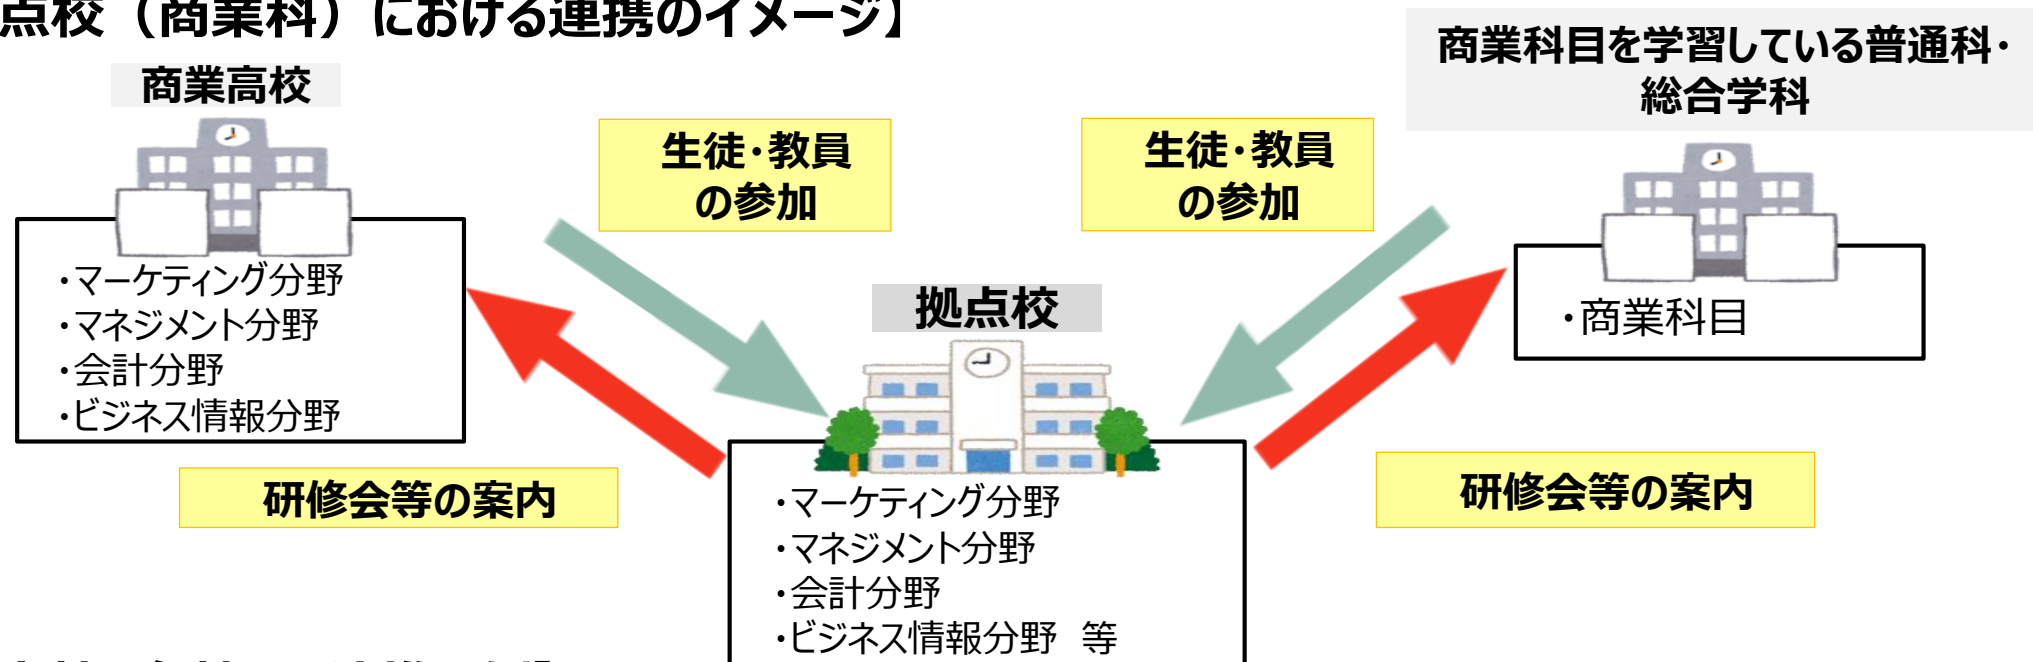 点校（商業科）における連携のイメージ】
商業高校
・マーケティング分野
・マネジメント分野
・会計分野
・ビジネス情報分野
生徒・教員
の参加
研修会等の案内
拠点校
・マーケティング分野
・マネジメント分野
・会計分野
・ビジネス情報分野 等
生徒・教員
の参加
商業科目を学習している普通科・
総合学科
・商業科目
研修会等の案内